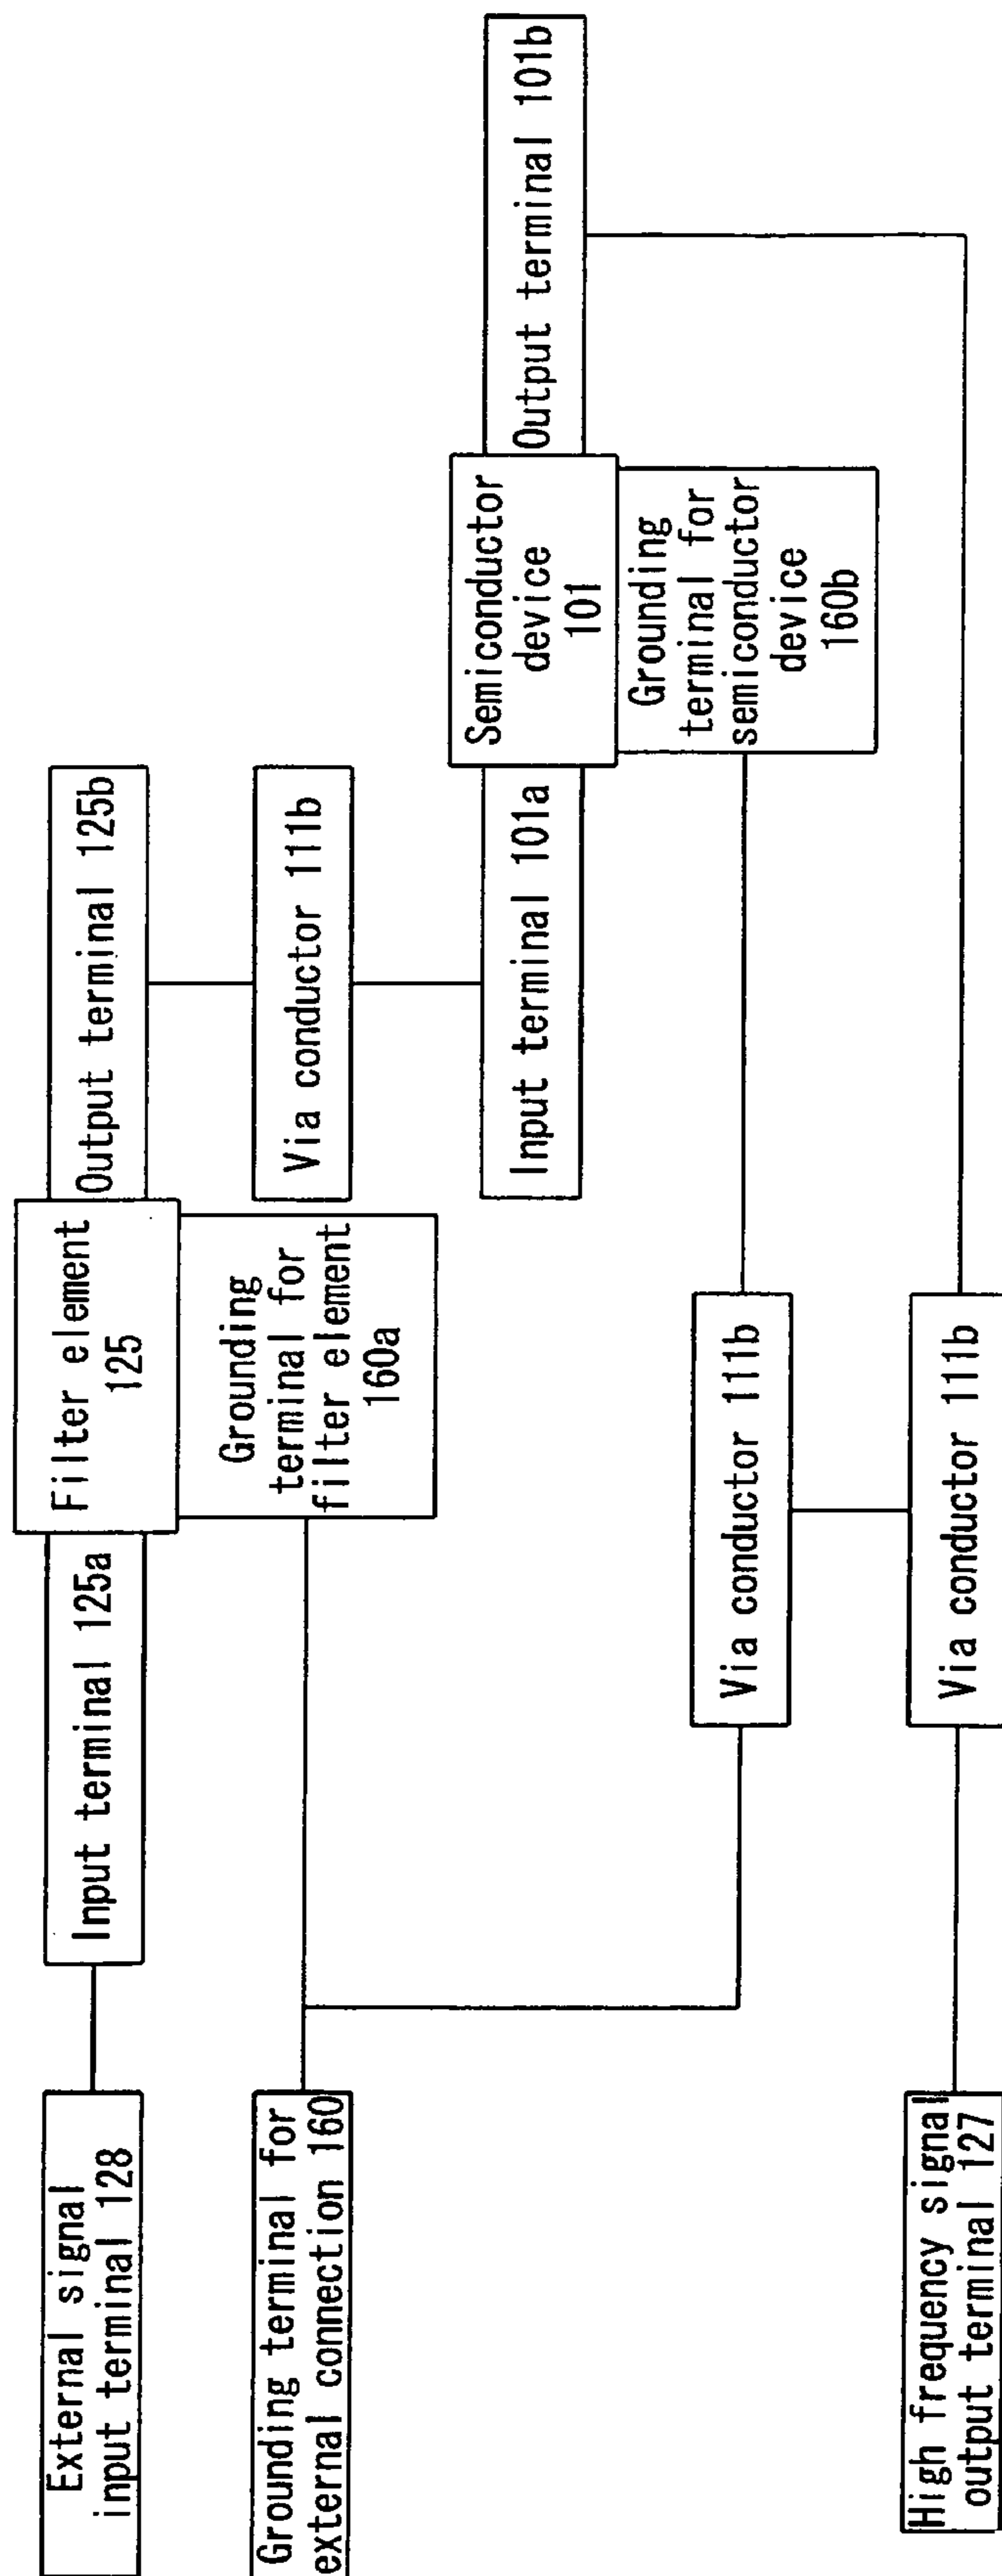 External signal
input terminal 128
Input terminal 125a
Filter element
125
Output terminal 125b
Grounding terminal for
external connection 160
Grounding
terminal for
filter element
160a
Via conductor 111b
Input terminal 101a
Semiconductor
device
101
Output terminal 101b
Grounding
terminal for
semiconductor
device
160b
Via conductor 111b
High frequency signal
output terminal 127
Via conductor 111b